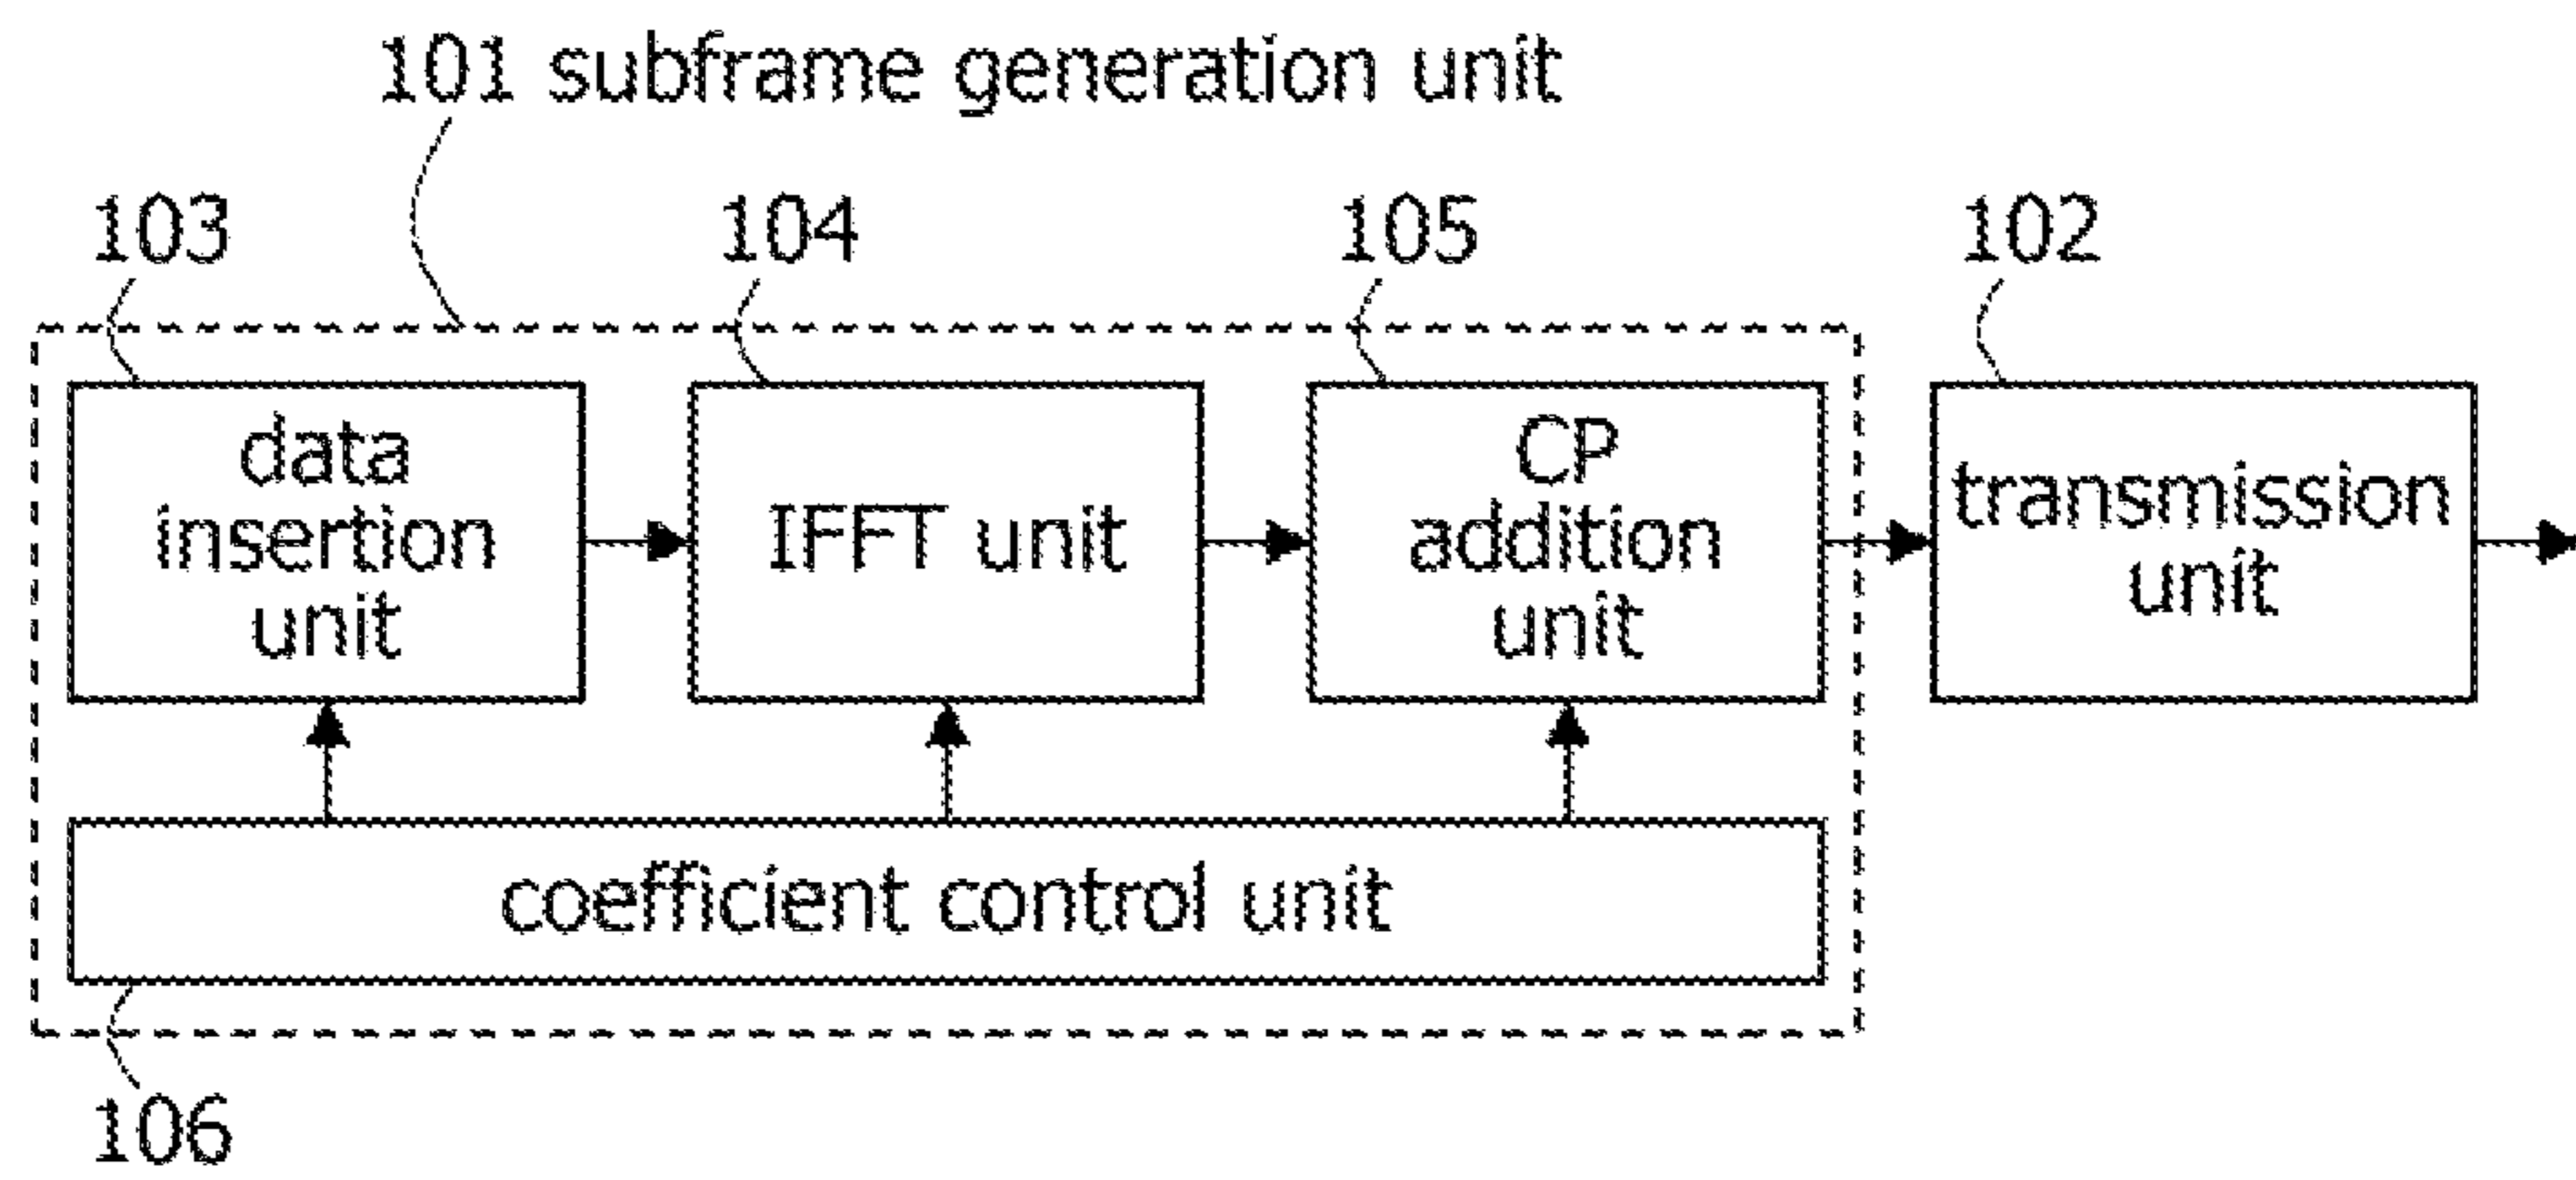 101 subframe generation unit
103
104
105
102
data
insertion
unit
IFFT unit
CP
addition
unit
transmission
unit
coefficient control unit
106